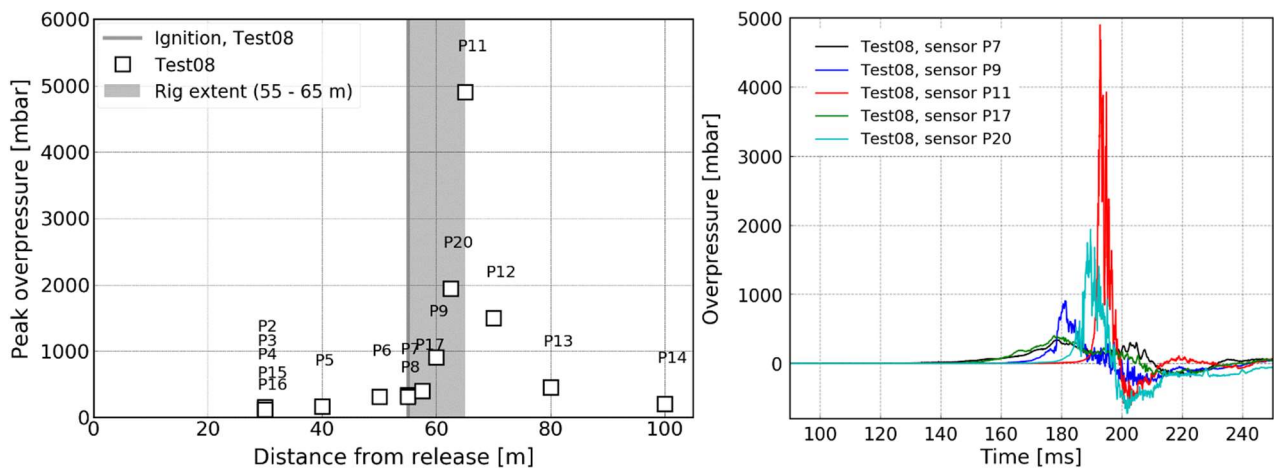 6000
5000
4000
3000
2000
1000
0
Peak overpressure [mbar]
Ignition, Test08
Test08
Rig extent (55 - 65 m)
P11
P20
P12
P9
P2
P3
P4
P15
P16
P5
P6
P7
P8
P17
P13
P14
0
20
40
60
80
100
Distance from release [m]
5000
4000
3000
2000
1000
0
Overpressure [mbar]
Test08, sensor P7
Test08, sensor P9
Test08, sensor P11
Test08, sensor P17
Test08, sensor P20
100
120
140
160
180
200
220
240
Time [ms]